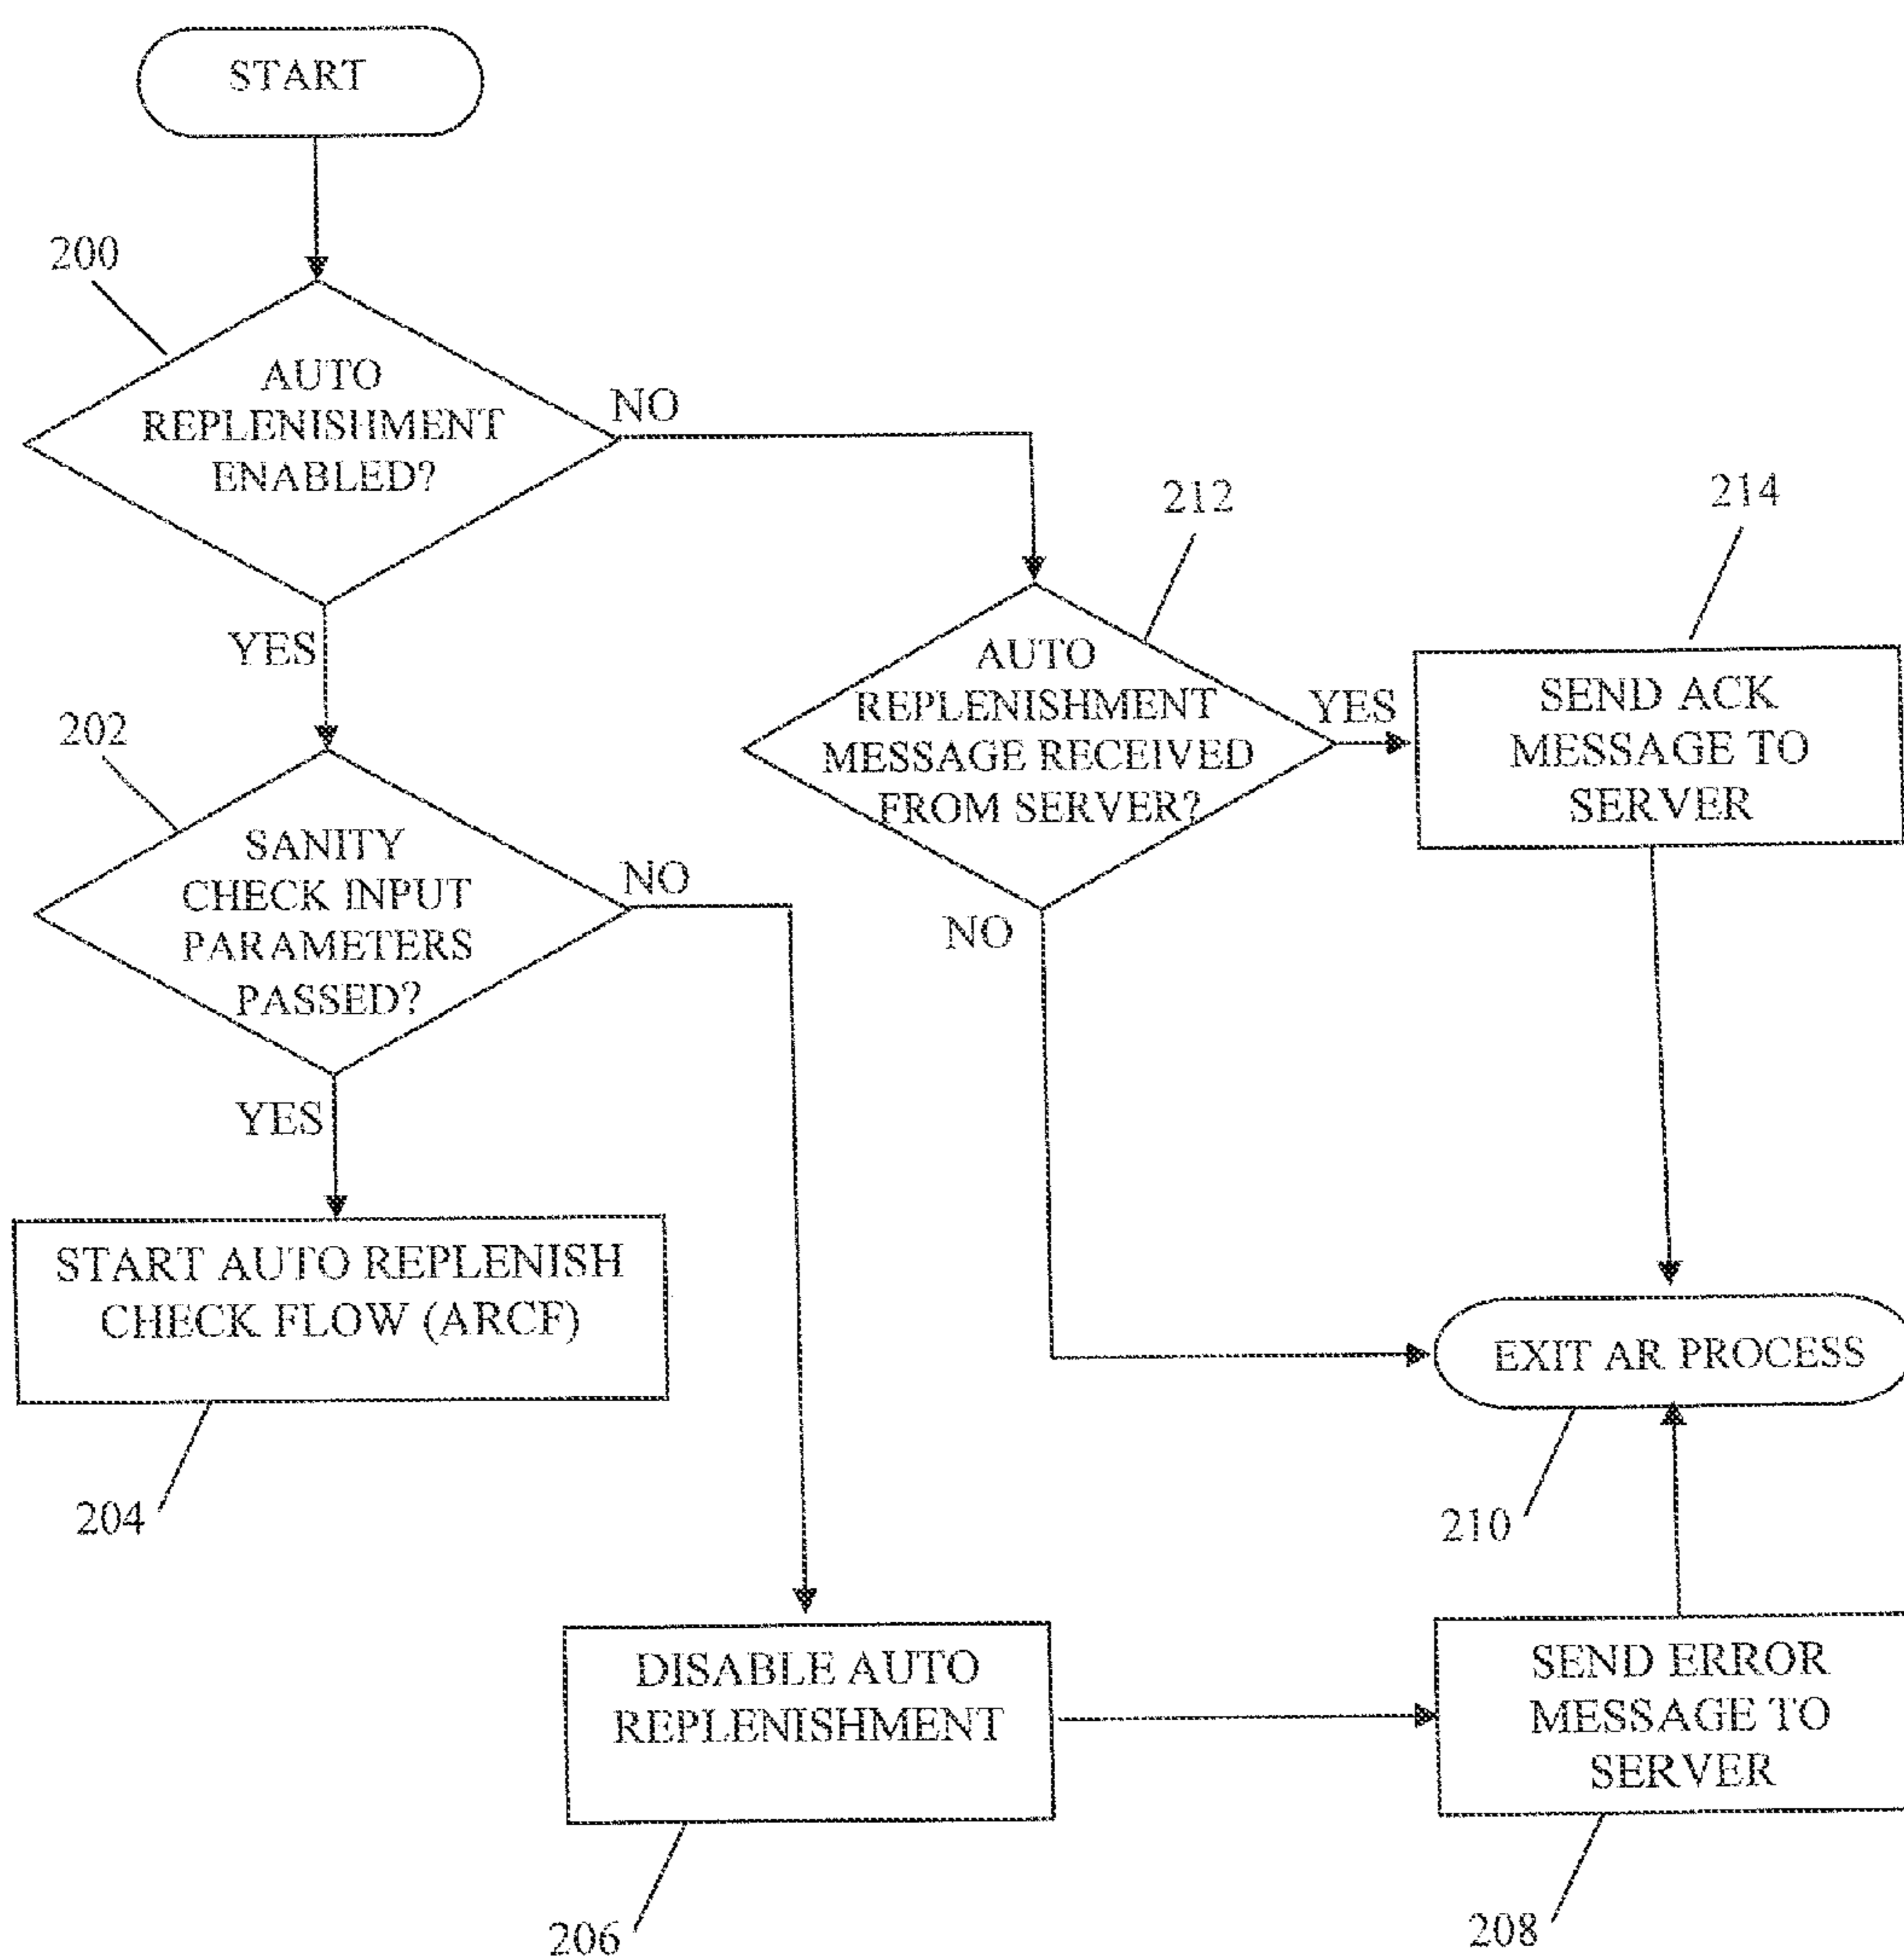 START
200
AUTO
REPLENISHMENT
ENABLED?
NO
YES
212
214
AUTO
REPLENISHMENT
MESSAGE RECEIVED
FROM SERVER?
YES
NO
SEND ACK
MESSAGE TO
SERVER
202
SANITY
CHECK INPUT
PARAMETERS
PASSED?
NO
YES
START AUTO REPLENISH
CHECK FLOW (ARCF)
204
EXIT AR PROCESS
210
DISABLE AUTO
REPLENISHMENT
206
SEND ERROR
MESSAGE TO
SERVER
208